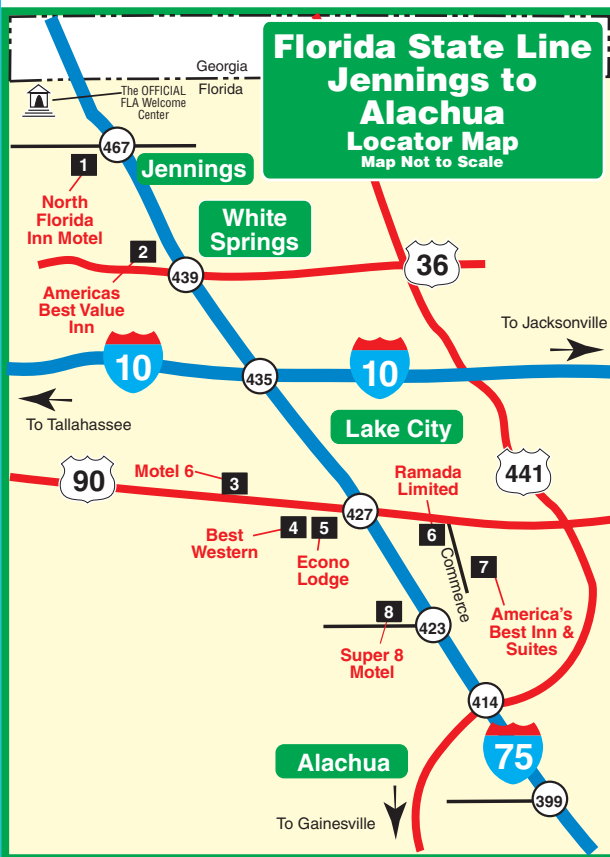 Florida State Line
Jennings to
Alachua
Locator Map
Map Not to Scale
Georgia
Florida
The OFFICIAL
FLA Welcome
Center
467
1
Jennings
North
Florida
Inn Motel
White
Springs
2
439
36
Americas
Best Value
Inn
To Jacksonville
10
435
10
To Tallahassee
Lake City
90
Motel 6
3
Ramada
Limited
441
427
4
5
6
Best
Western
Econo
Lodge
Commerce
7
8
423
America's
Best Inn &
Suites
Super 8
Motel
414
75
Alachua
399
To Gainesville